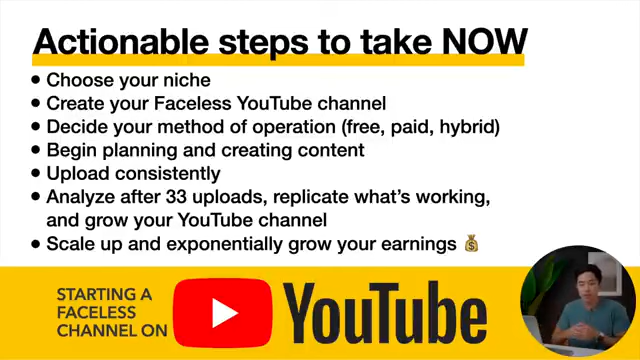 Actionable steps to take NOW
• Choose your niche
• Create your Faceless YouTube channel
• Decide your method of operation (free, paid, hybrid)
• Begin planning and creating content
• Upload consistently
• Analyze after 33 uploads, replicate what’s working,
and grow your YouTube channel
• Scale up and exponentially grow your earnings 💰
STARTING A
FACELESS
CHANNEL ON
YouTube